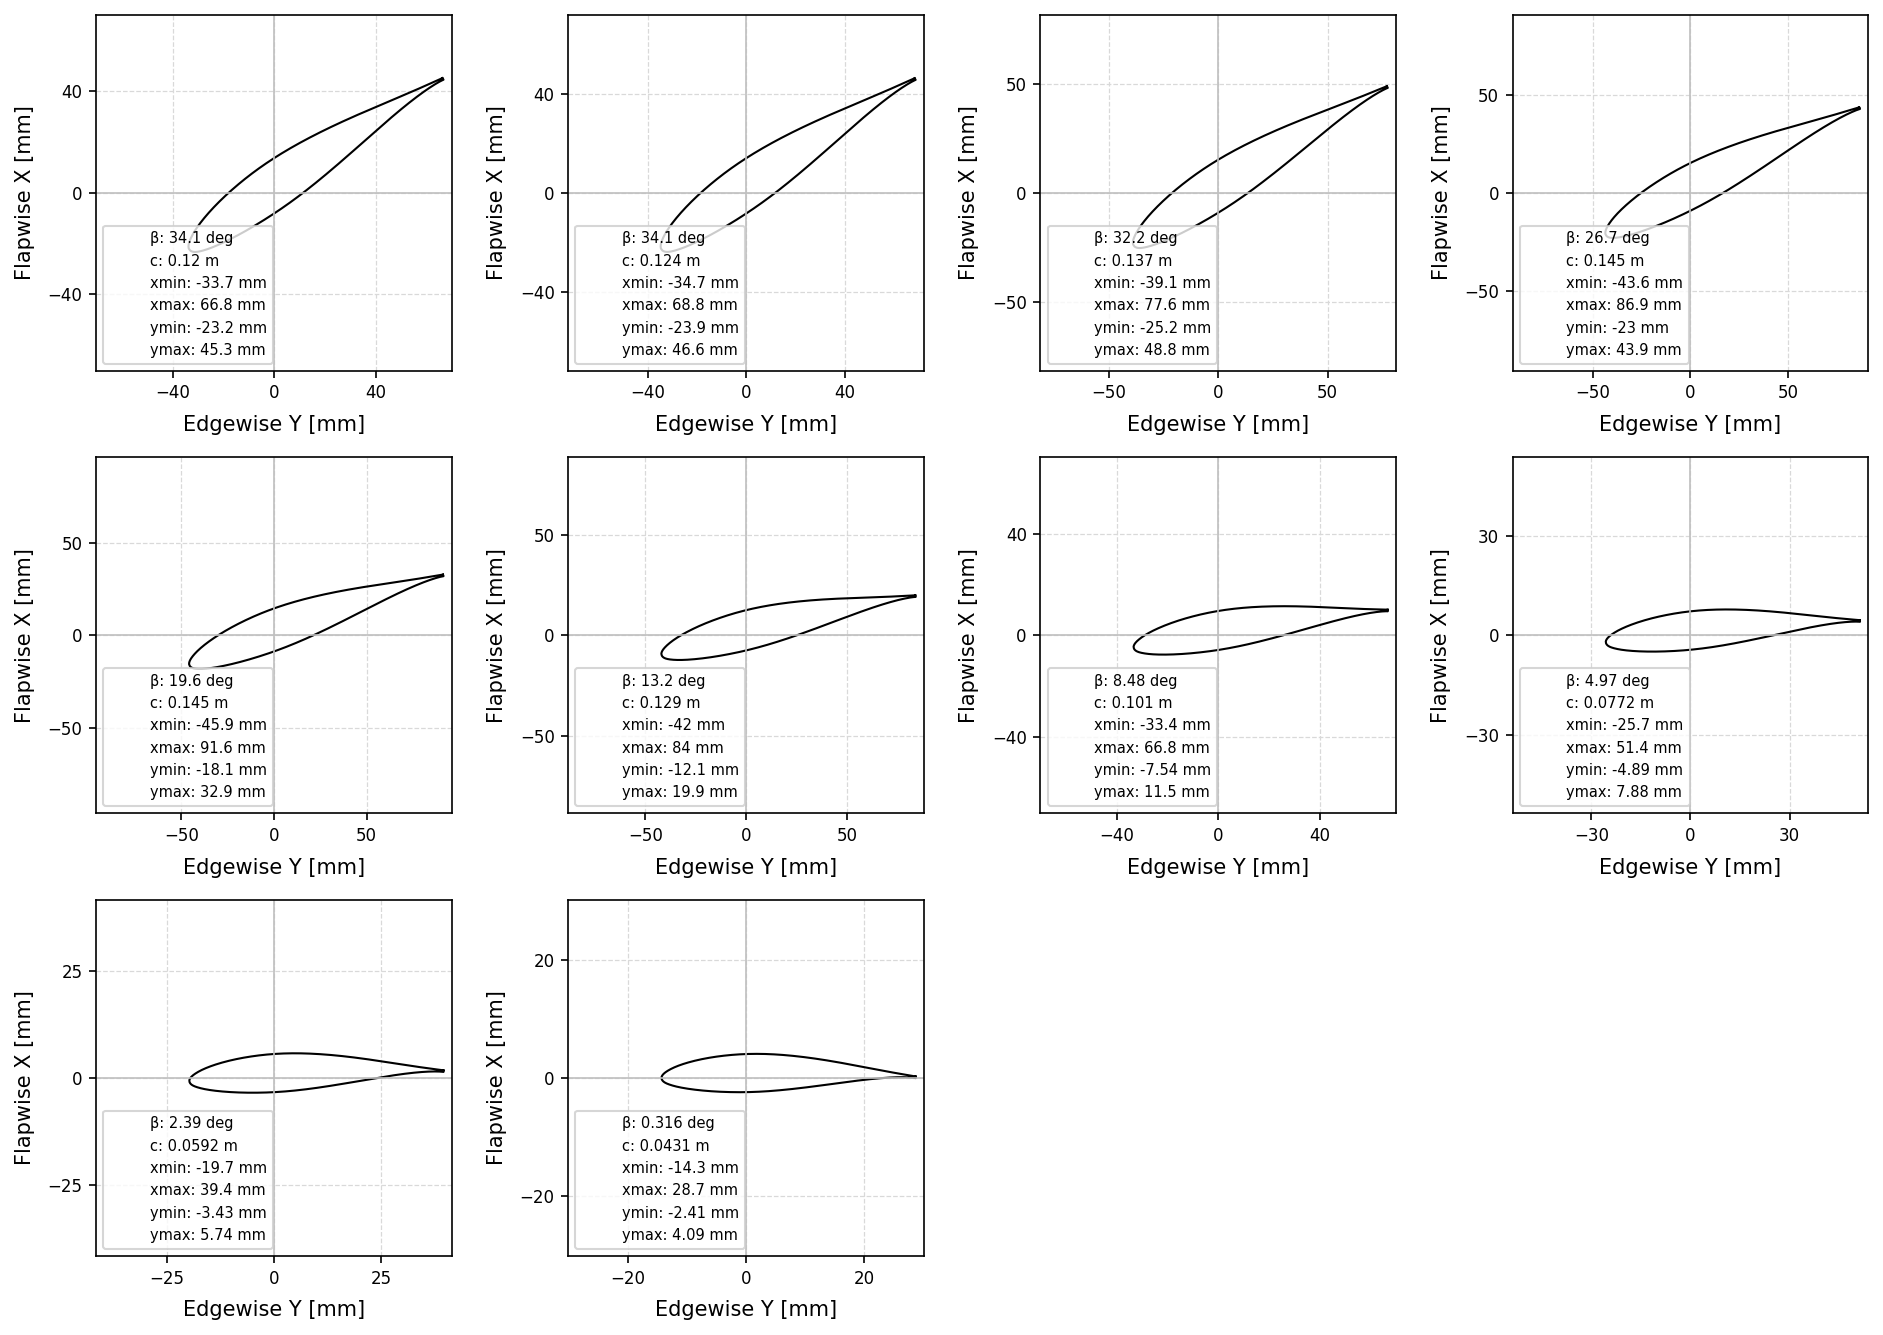 Flapwise X [mm]
40
0
−40
β: 34.1 deg
c: 0.12 m
xmin: -33.7 mm
xmax: 66.8 mm
ymin: -23.2 mm
ymax: 45.3 mm
−40 0 40
Edgewise Y [mm]
Flapwise X [mm]
40
0
−40
β: 34.1 deg
c: 0.124 m
xmin: -34.7 mm
xmax: 68.8 mm
ymin: -23.9 mm
ymax: 46.6 mm
−40 0 40
Edgewise Y [mm]
Flapwise X [mm]
50
0
−50
β: 32.2 deg
c: 0.137 m
xmin: -39.1 mm
xmax: 77.6 mm
ymin: -25.2 mm
ymax: 48.8 mm
−50 0 50
Edgewise Y [mm]
Flapwise X [mm]
50
0
−50
β: 26.7 deg
c: 0.145 m
xmin: -43.6 mm
xmax: 86.9 mm
ymin: -23 mm
ymax: 43.9 mm
−50 0 50
Edgewise Y [mm]
Flapwise X [mm]
50
0
−50
β: 19.6 deg
c: 0.145 m
xmin: -45.9 mm
xmax: 91.6 mm
ymin: -18.1 mm
ymax: 32.9 mm
−50 0 50
Edgewise Y [mm]
Flapwise X [mm]
50
0
−50
β: 13.2 deg
c: 0.129 m
xmin: -42 mm
xmax: 84 mm
ymin: -12.1 mm
ymax: 19.9 mm
−50 0 50
Edgewise Y [mm]
Flapwise X [mm]
40
0
−40
β: 8.48 deg
c: 0.101 m
xmin: -33.4 mm
xmax: 66.8 mm
ymin: -7.54 mm
ymax: 11.5 mm
−40 0 40
Edgewise Y [mm]
Flapwise X [mm]
30
0
−30
β: 4.97 deg
c: 0.0772 m
xmin: -25.7 mm
xmax: 51.4 mm
ymin: -4.89 mm
ymax: 7.88 mm
−30 0 30
Edgewise Y [mm]
Flapwise X [mm]
25
0
−25
β: 2.39 deg
c: 0.0592 m
xmin: -19.7 mm
xmax: 39.4 mm
ymin: -3.43 mm
ymax: 5.74 mm
−25 0 25
Edgewise Y [mm]
Flapwise X [mm]
20
0
−20
β: 0.316 deg
c: 0.0431 m
xmin: -14.3 mm
xmax: 28.7 mm
ymin: -2.41 mm
ymax: 4.09 mm
−20 0 20
Edgewise Y [mm]